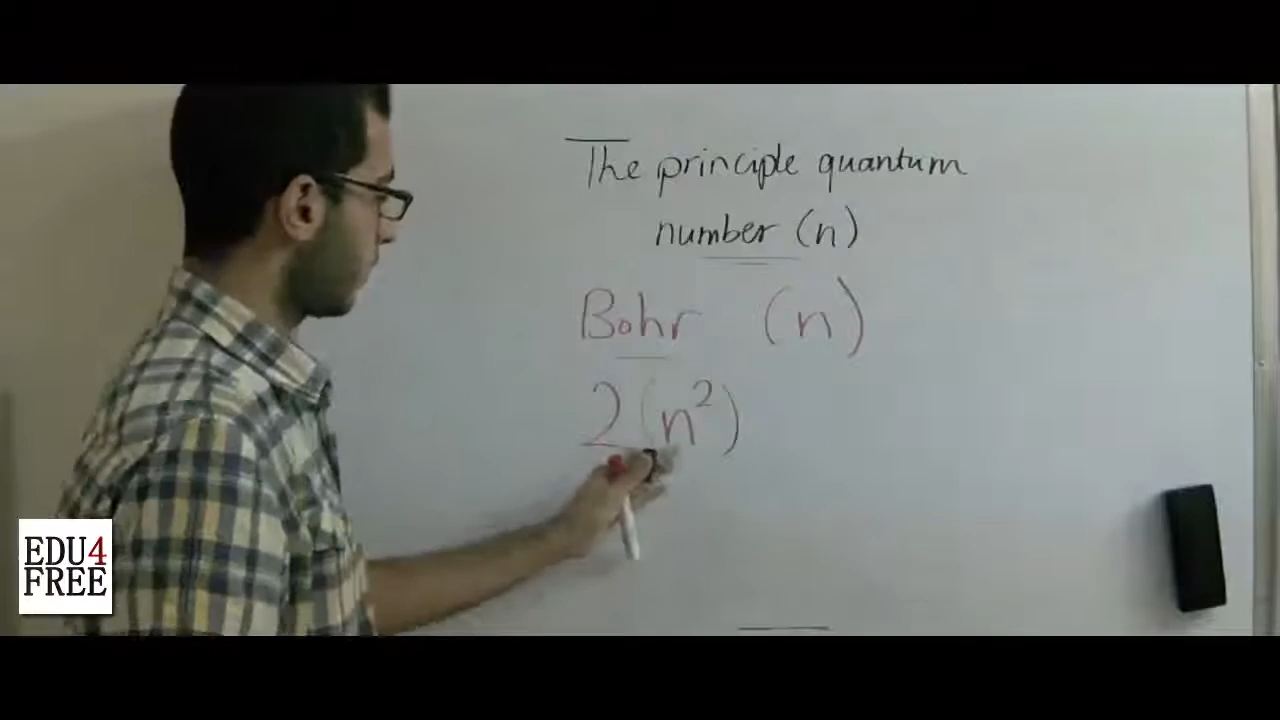 The principle quantum
number (n)
Bohr (n)
2(n²)
EDU4
FREE